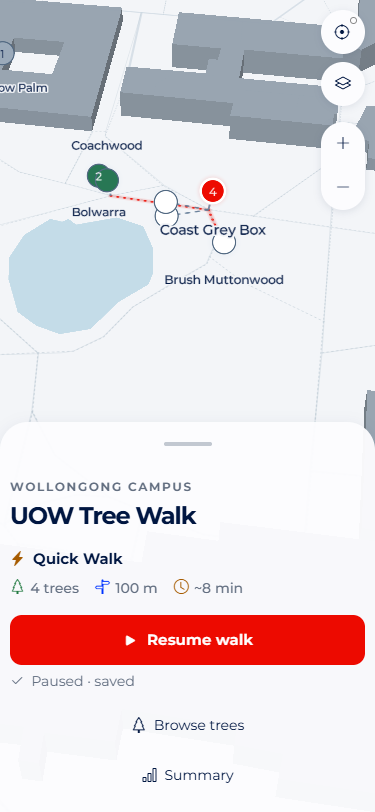 1
ow Palm
Coachwood
2
4
Bolwarra
Coast Grey Box
Brush Muttonwood
WOLLONGONG CAMPUS
UOW Tree Walk
Quick Walk
4 trees 100 m ~8 min
Resume walk
Paused · saved
Browse trees
Summary